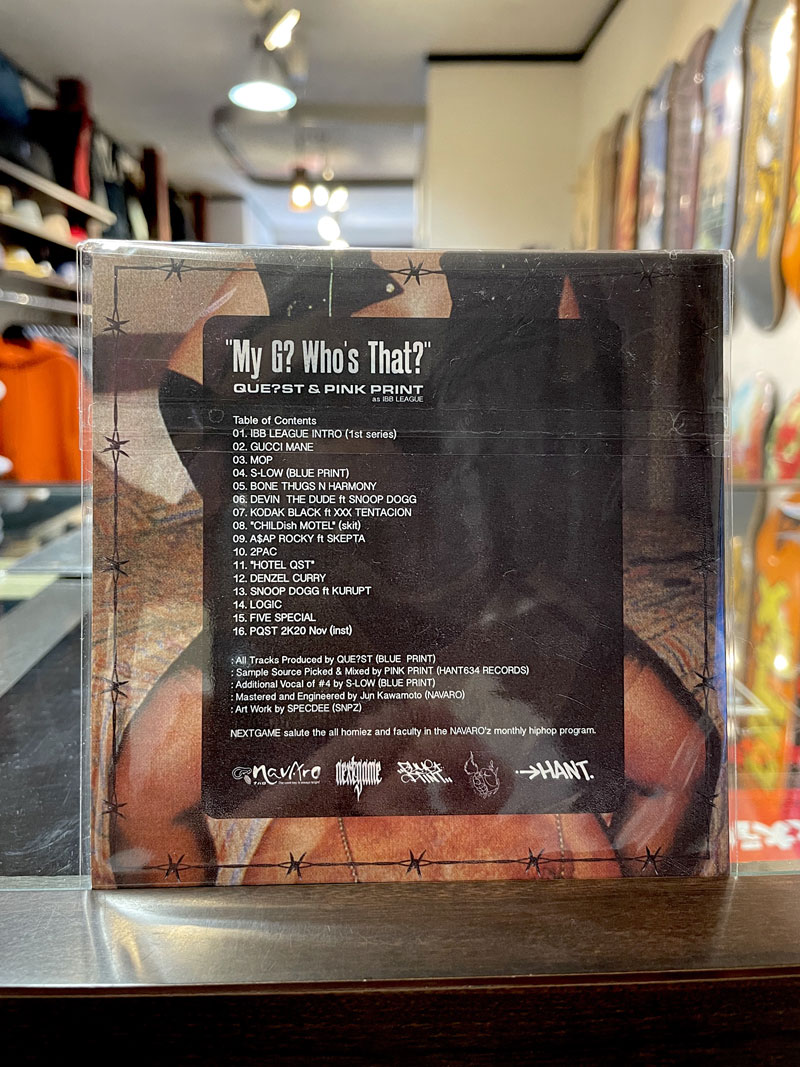 "My G? Who's That?"
QUE?ST & PINK PRINT
as IBB LEAGUE
Table of Contents
01. IBB LEAGUE INTRO (1st series)
02. GUCCI MANE
03. MOP
04. S-LOW (BLUE PRINT)
05. BONE THUGS N HARMONY
06. DEVIN THE DUDE ft SNOOP DOGG
07. KODAK BLACK ft XXX TENTACION
08. "CHILDish MOTEL" (skit)
09. A$AP ROCKY ft SKEPTA
10. 2PAC
11. "HOTEL QST"
12. DENZEL CURRY
13. SNOOP DOGG ft KURUPT
14. LOGIC
15. FIVE SPECIAL
16. PQST 2K20 Nov (inst)
: All Tracks Produced by QUE?ST (BLUE PRINT)
: Sample Source Picked & Mixed by PINK PRINT (HANT634 RECORDS)
: Additional Vocal of #4 by S-LOW (BLUE PRINT)
: Mastered and Engineered by Jun Kawamoto (NAVARO)
: Art Work by SPECDEE (SNPZ)
NEXTGAME salute the all homiez and faculty in the NAVARO'z monthly hiphop program.
navaro
nextgame
HANT.